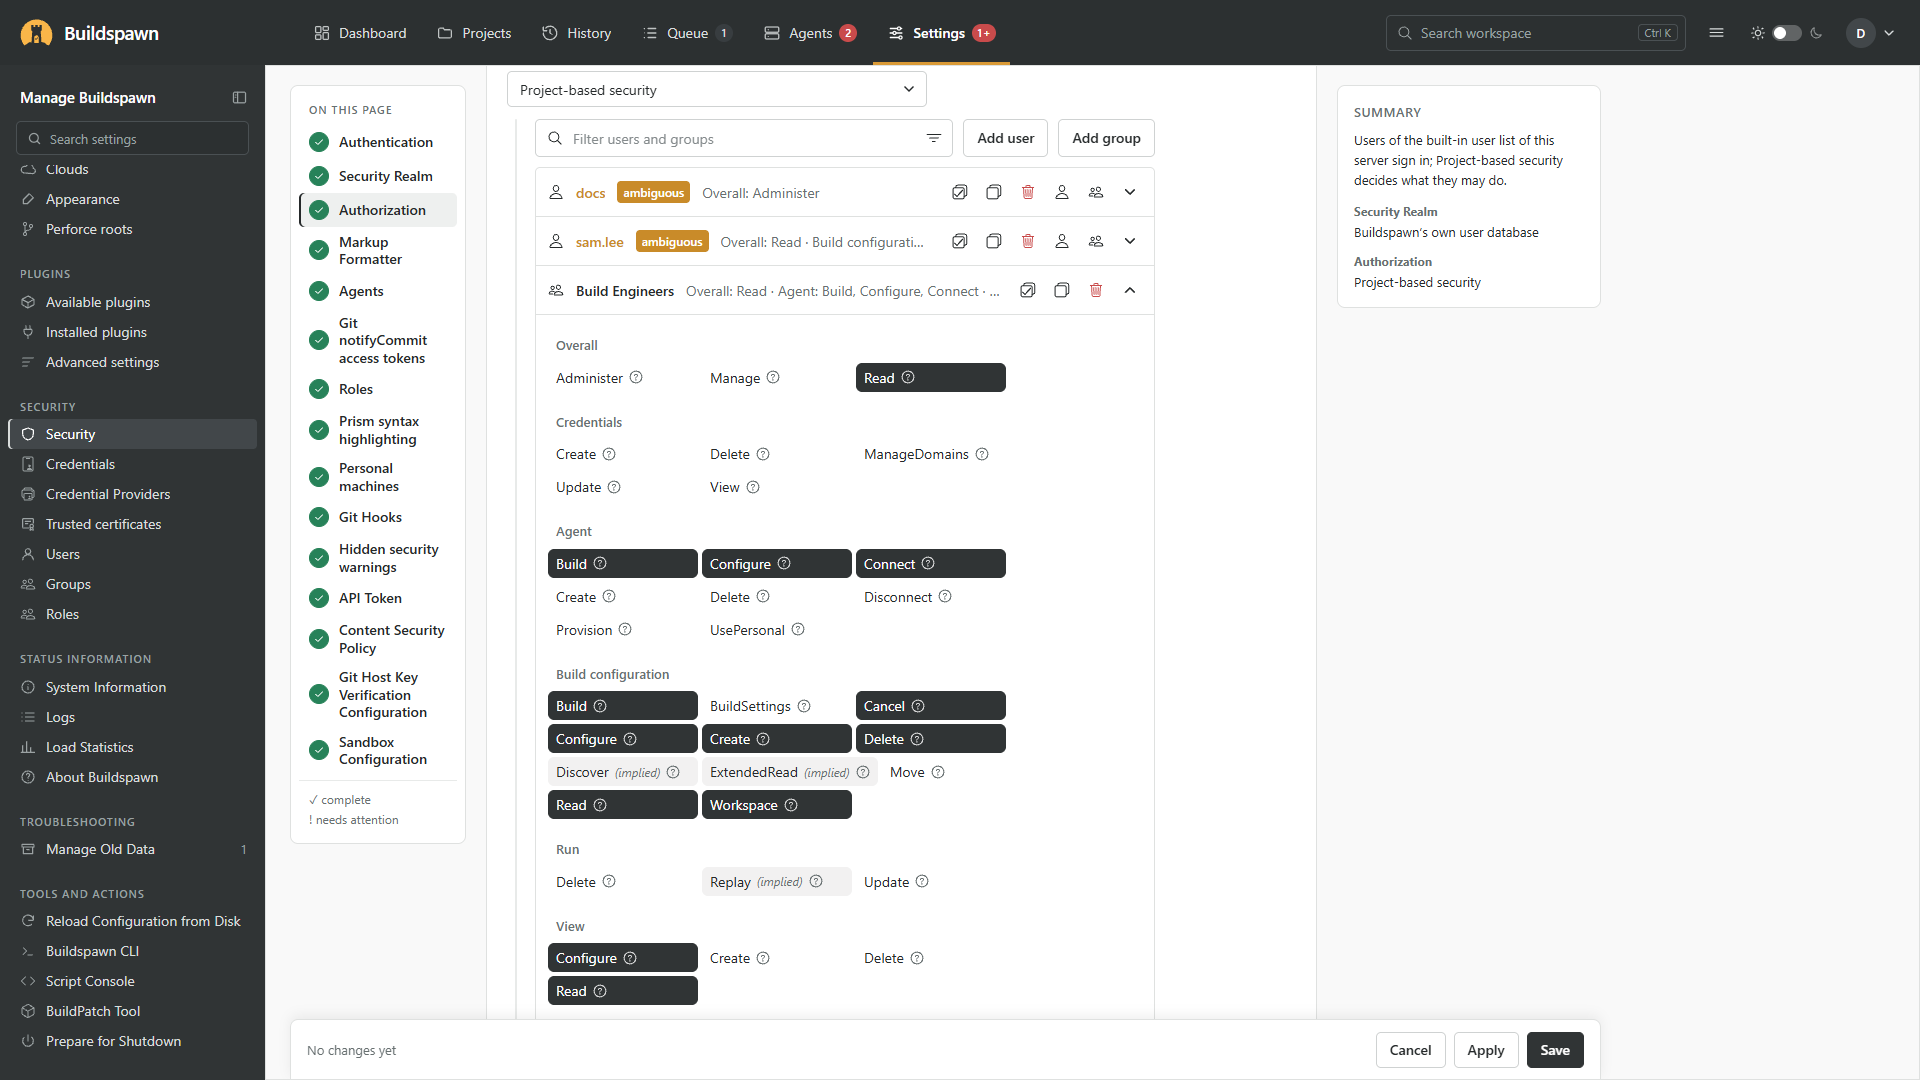 Buildspawn
Dashboard
Projects
History
Queue 1
Agents 2
Settings 1+
Search workspace
Ctrl K
D
Manage Buildspawn
Search settings
Clouds
Appearance
Perforce roots
PLUGINS
Available plugins
Installed plugins
Advanced settings
SECURITY
Security
Credentials
Credential Providers
Trusted certificates
Users
Groups
Roles
STATUS INFORMATION
System Information
Logs
Load Statistics
About Buildspawn
TROUBLESHOOTING
Manage Old Data 1
TOOLS AND ACTIONS
Reload Configuration from Disk
Buildspawn CLI
Script Console
BuildPatch Tool
Prepare for Shutdown
ON THIS PAGE
Authentication
Security Realm
Authorization
Markup
Formatter
Agents
Git
notifyCommit
access tokens
Roles
Prism syntax
highlighting
Personal
machines
Git Hooks
Hidden security
warnings
API Token
Content Security
Policy
Git Host Key
Verification
Configuration
Sandbox
Configuration
✓ complete
! needs attention
Project-based security
Filter users and groups
Add user
Add group
docs ambiguous Overall: Administer
sam.lee ambiguous Overall: Read · Build configurati...
Build Engineers Overall: Read · Agent: Build, Configure, Connect · ...
Overall
Administer Manage Read
Credentials
Create Delete ManageDomains
Update View
Agent
Build Configure Connect
Create Delete Disconnect
Provision UsePersonal
Build configuration
Build BuildSettings Cancel
Configure Create Delete
Discover (implied) ExtendedRead (implied) Move
Read Workspace
Run
Delete Replay (implied) Update
View
Configure Create Delete
Read
SUMMARY
Users of the built-in user list of this
server sign in; Project-based security
decides what they may do.
Security Realm
Buildspawn's own user database
Authorization
Project-based security
No changes yet
Cancel
Apply
Save